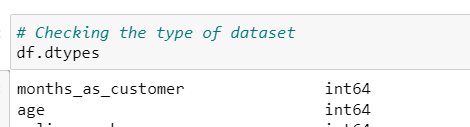 # Checking the type of dataset
df.dtypes
months_as_customer int64
age int64